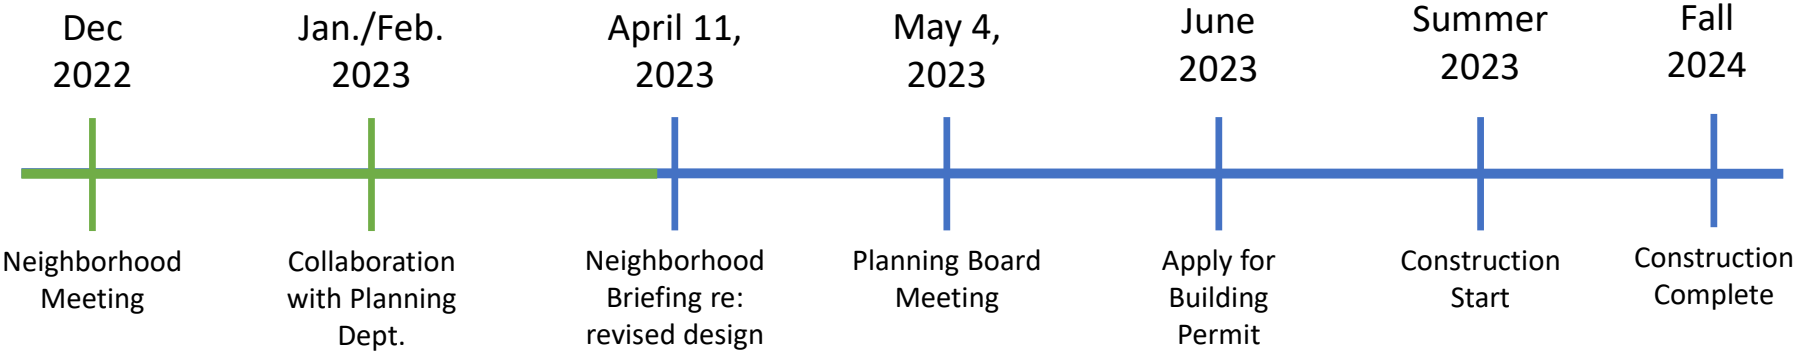 Dec
2022
Jan./Feb.
2023
April 11,
2023
May 4,
2023
June
2023
Summer
2023
Fall
2024
Neighborhood
Meeting
Collaboration
with Planning
Dept.
Neighborhood
Briefing re:
revised design
Planning Board
Meeting
Apply for
Building
Permit
Construction
Start
Construction
Complete